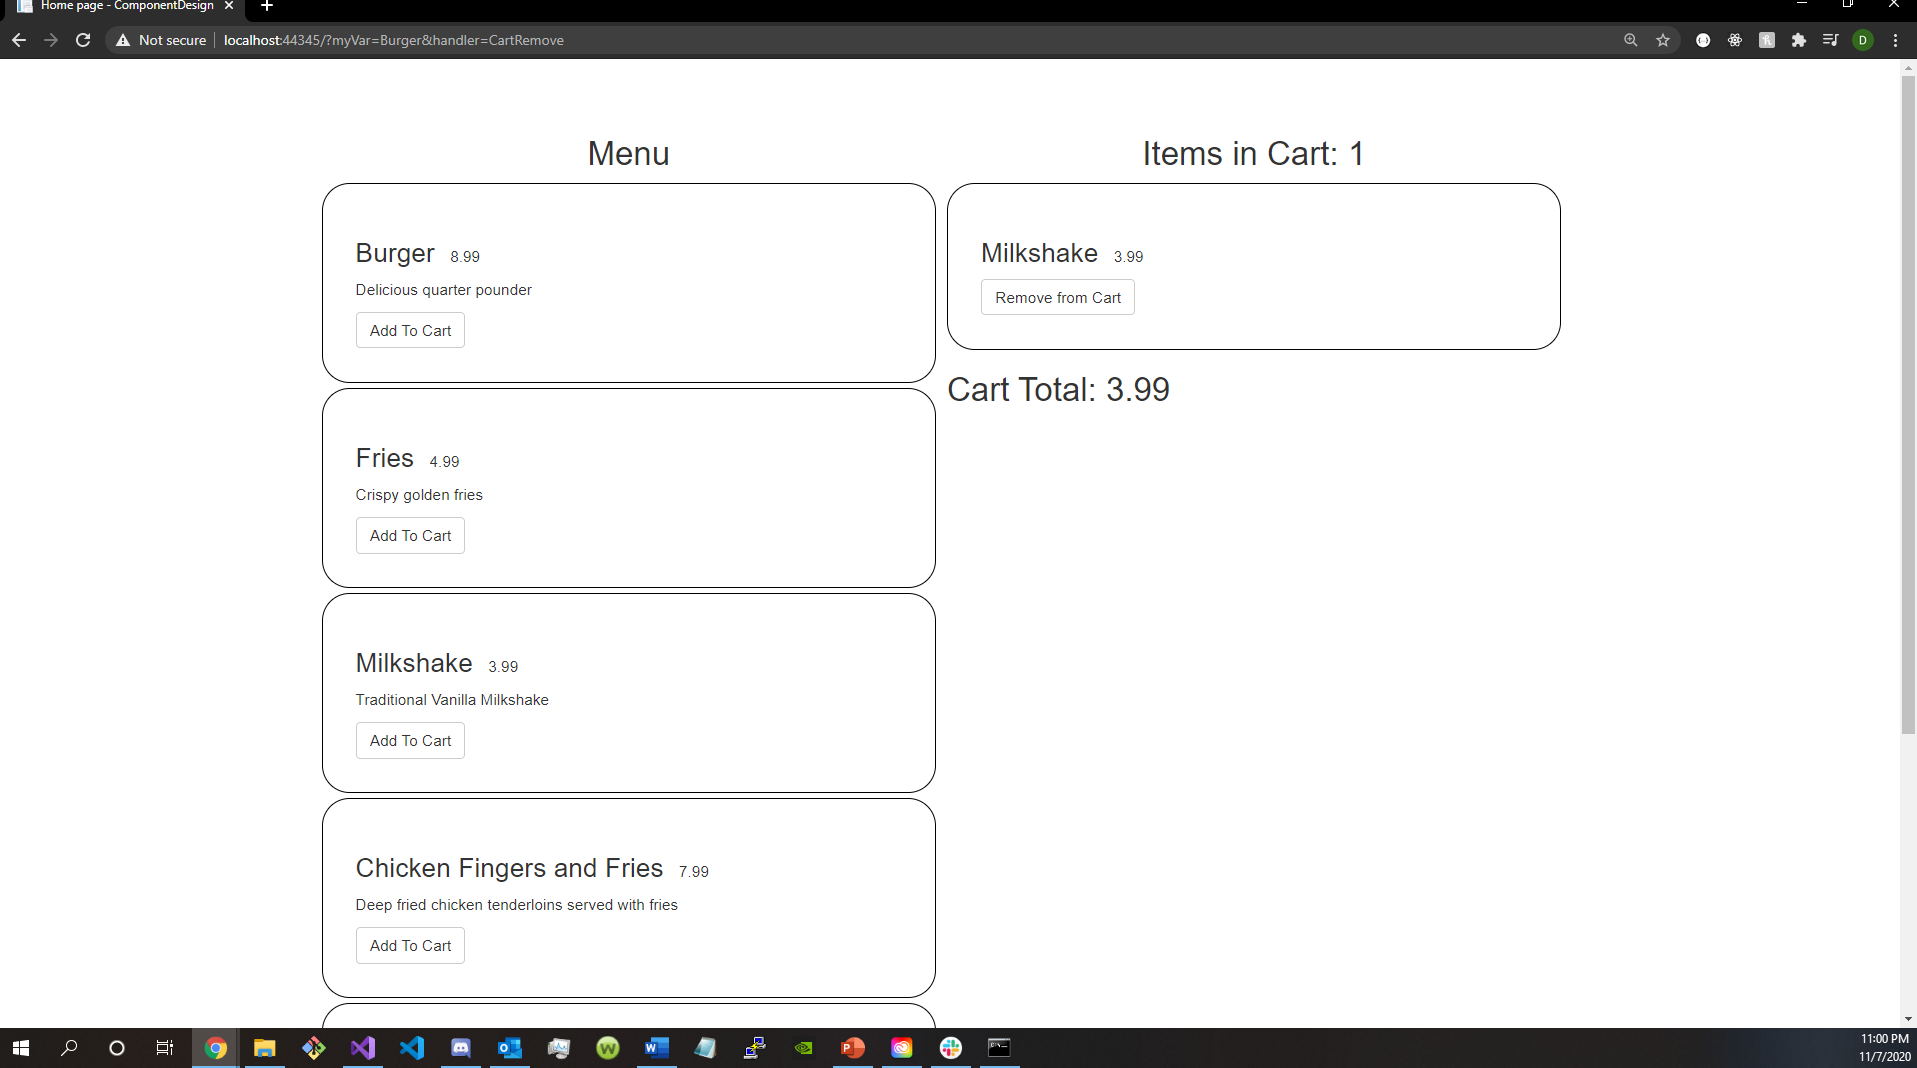 Home page - ComponentDesign
Not secure
localhost:44345/?myVar=Burger&handler=CartRemove
D
Menu
Burger 8.99
Delicious quarter pounder
Add To Cart
Fries 4.99
Crispy golden fries
Add To Cart
Milkshake 3.99
Traditional Vanilla Milkshake
Add To Cart
Chicken Fingers and Fries 7.99
Deep fried chicken tenderloins served with fries
Add To Cart
Items in Cart: 1
Milkshake 3.99
Remove from Cart
Cart Total: 3.99
11:00 PM
11/7/2020